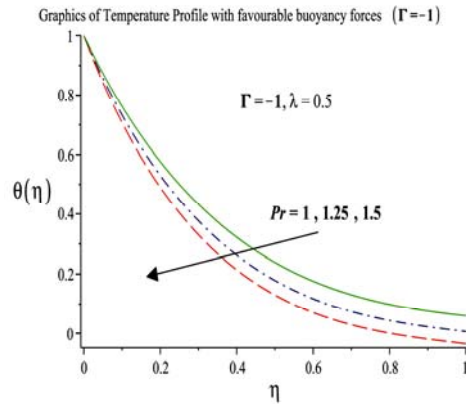 Graphics of Temperature Profile with favourable buoyancy forces (Γ=−1)
1
0.8
0.6
0.4
0.2
0
θ(η)
Γ=−1, λ = 0.5
Pr = 1 , 1.25 , 1.5
0 0.2 0.4 0.6 0.8 1
η